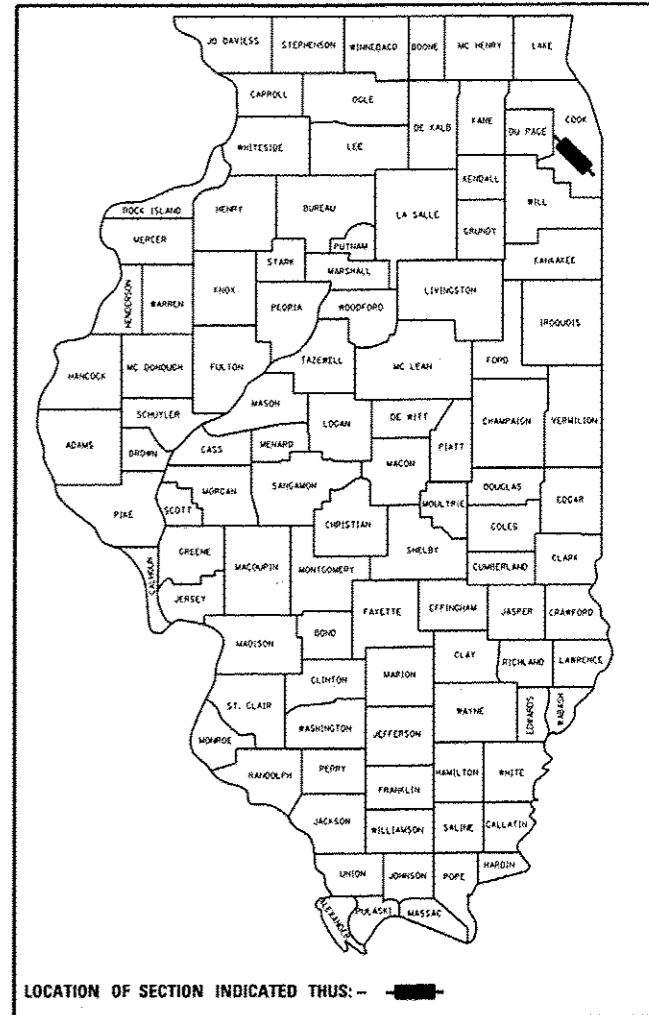 JO DAVIESS STEPHENSON WINNEBAGO BOONE MC HENRY LAKE
CARROLL OGLE DE KALB KANE COOK
DU PAGE
WHITESIDE LEE
KENDALL WILL
ROCK ISLAND HENRY BUREAU LA SALLE
GRUNDY
MERCER PUTNAM
STARK MARSHALL KANKAKEE
HENDERSON WARREN KNOX PEORIA WOODFORD LIVINGSTON IROQUOIS
HANCOCK MC DONOUGH FULTON TAZEWELL MC LEAN FORD
SCHUYLER MASON
ADAMS BROWN CASS MENARD LOGAN DE WITT PIATT CHAMPAIGN VERMILION
MACON
PIKE SCOTT MORGAN SANGAMON CHRISTIAN MOULTRIE DOUGLAS EDGAR
COLES
CALHOUN GREENE MACOUPIN MONTGOMERY SHELBY CUMBERLAND CLARK
JERSEY FAYETTE EFFINGHAM JASPER CRAWFORD
MADISON BOND
CLAY RICHLAND LAWRENCE
CLINTON MARION
ST. CLAIR WAYNE EDWARDS WABASH
MONROE WASHINGTON JEFFERSON
RANDOLPH PERRY HAMILTON WHITE
FRANKLIN
JACKSON WILLIAMSON SALINE GALLATIN
UNION JOHNSON POPE HARDIN
ALEXANDER PULASKI MASSAC
LOCATION OF SECTION INDICATED THUS: -